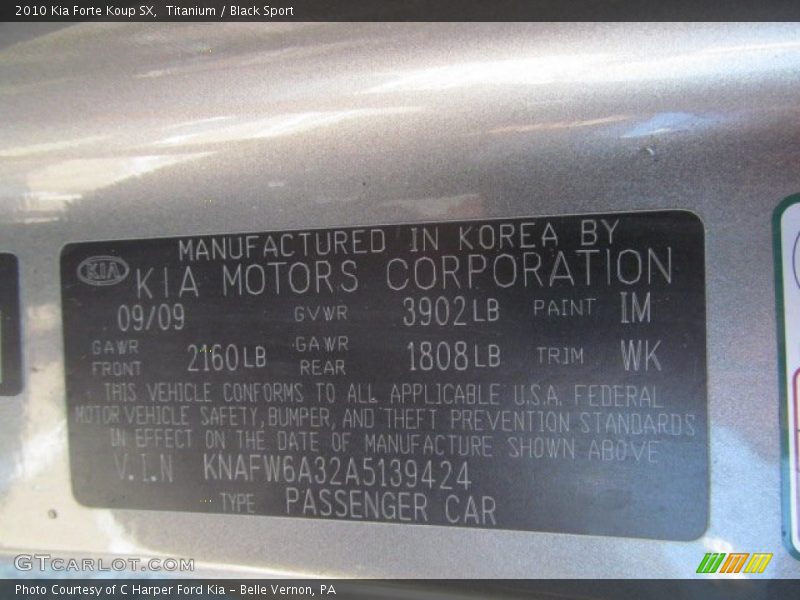 2010 Kia Forte Koup SX,  Titanium / Black Sport
MANUFACTURED IN KOREA BY
KIA KIA MOTORS CORPORATION
09/09 GVWR 3902LB PAINT IM
GAWR FRONT 2160LB GAWR REAR 1808LB TRIM WK
THIS VEHICLE CONFORMS TO ALL APPLICABLE U.S.A. FEDERAL
MOTOR VEHICLE SAFETY, BUMPER, AND THEFT PREVENTION STANDARDS
IN EFFECT ON THE DATE OF MANUFACTURE SHOWN ABOVE
V.I.N KNAFW6A32A5139424
TYPE PASSENGER CAR
GTCARLOT.COM
Photo Courtesy of C Harper Ford Kia – Belle Vernon, PA